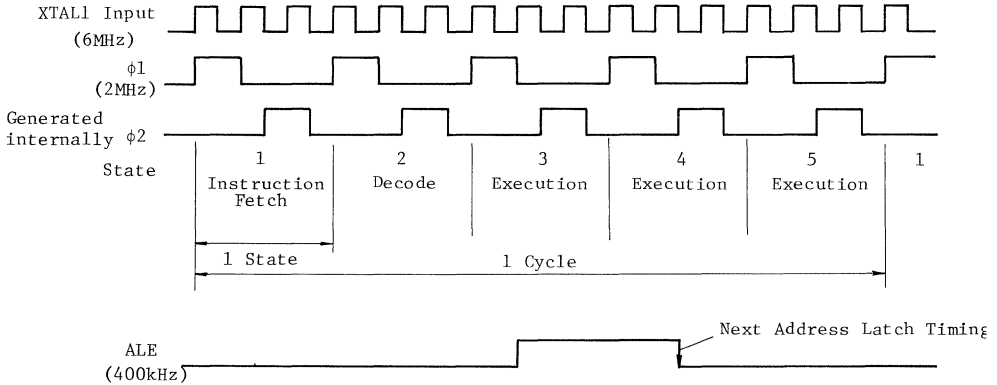 XTAL1 Input
(6MHz)
φ1
(2MHz)
Generated
internally φ2
State
1
Instruction
Fetch
2
Decode
3
Execution
4
Execution
5
Execution
1
1 State
1 Cycle
Next Address Latch Timing
ALE
(400kHz)